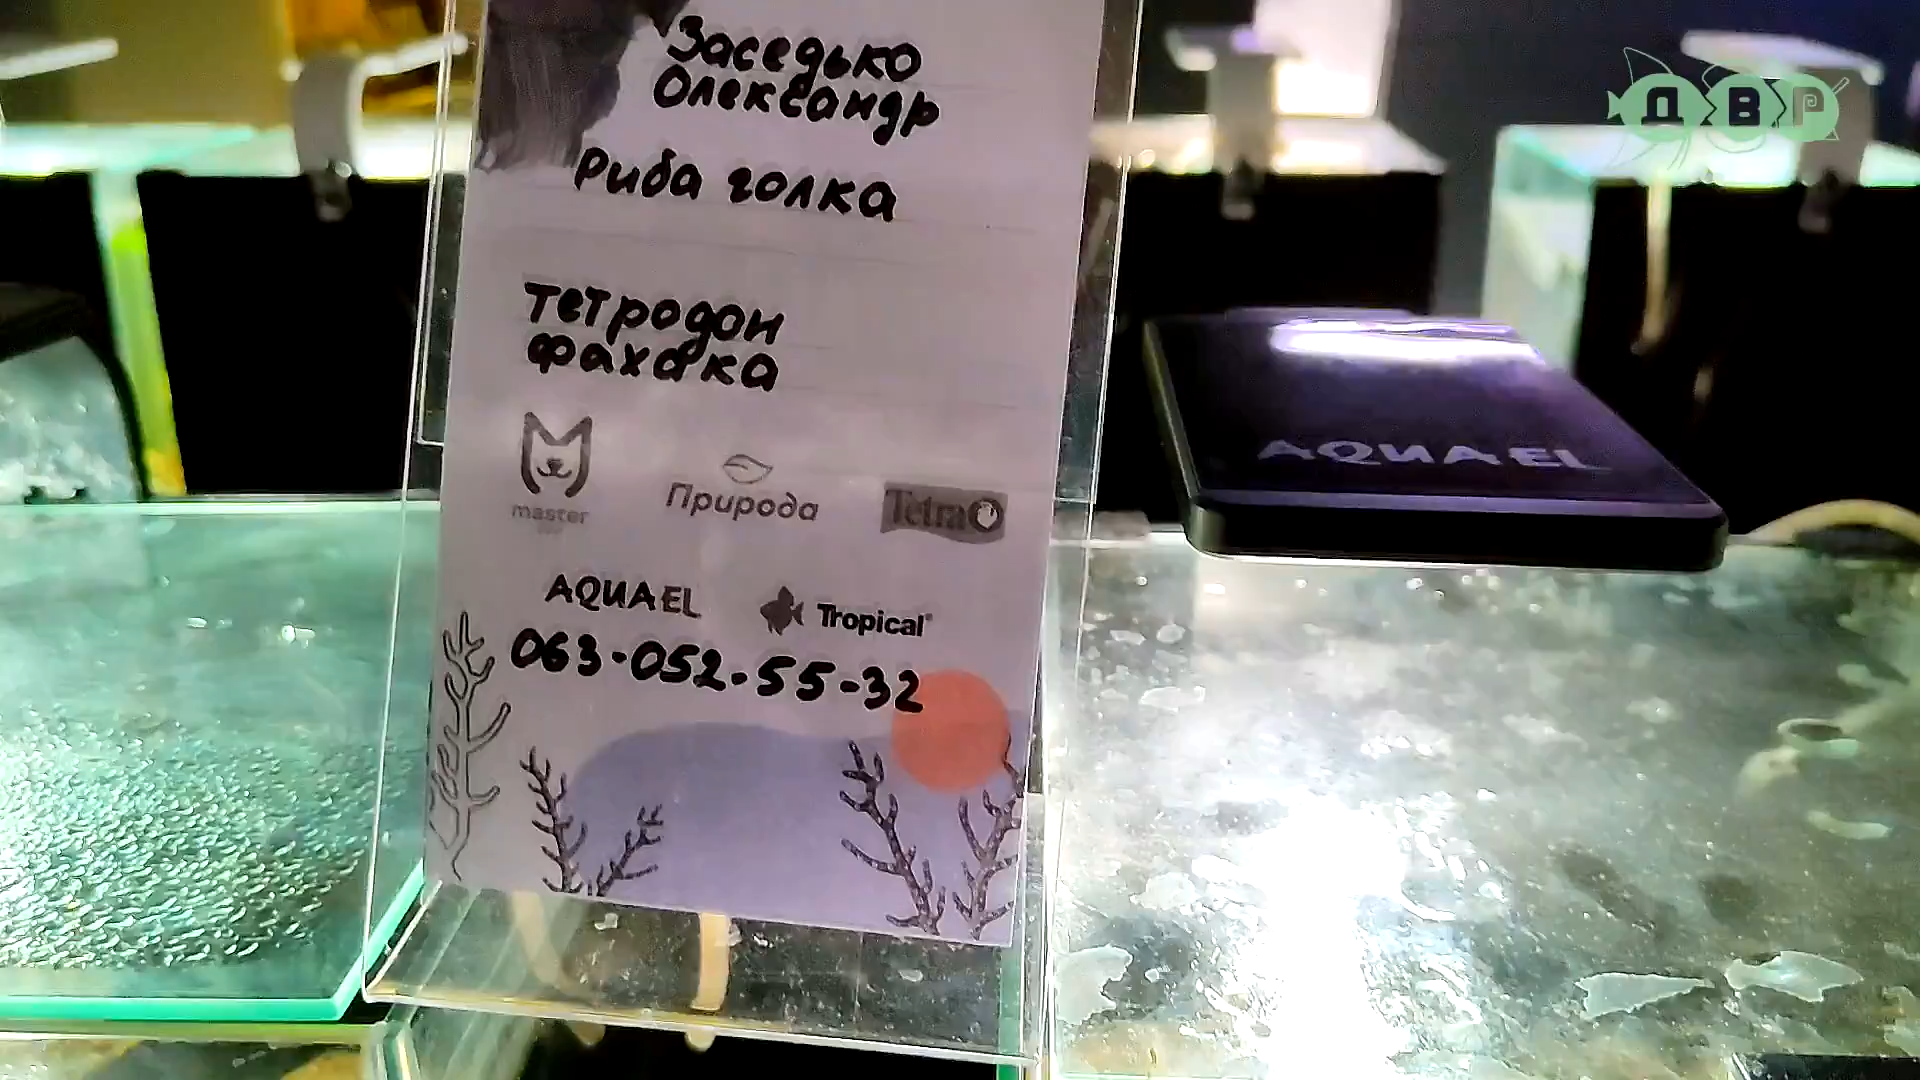 Заседько
Олександр
Риба голка
тетродон
фахака
master
Природа
Tetra
AQUAEL
Tropical
063-052-55-32
AQUAEL
ДВР